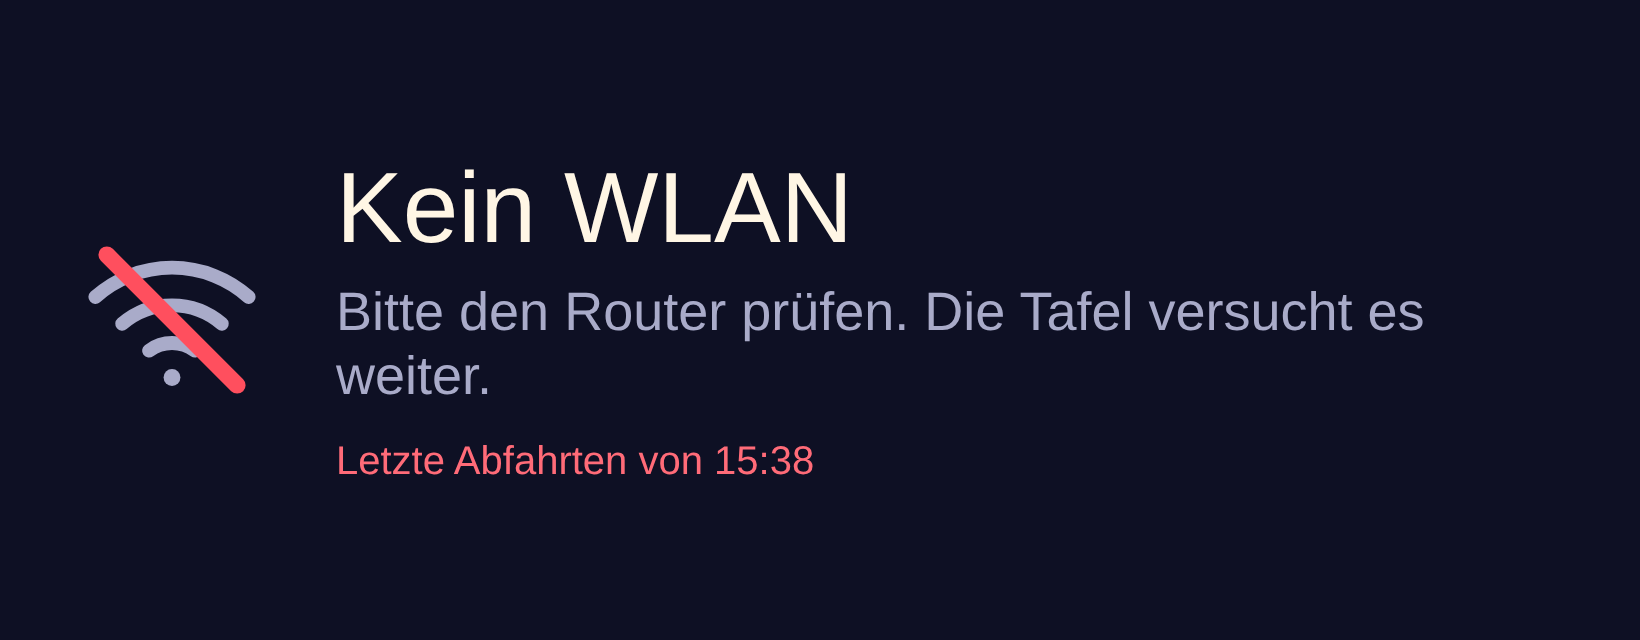 Kein WLAN
Bitte den Router prüfen. Die Tafel versucht es
weiter.
Letzte Abfahrten von 15:38